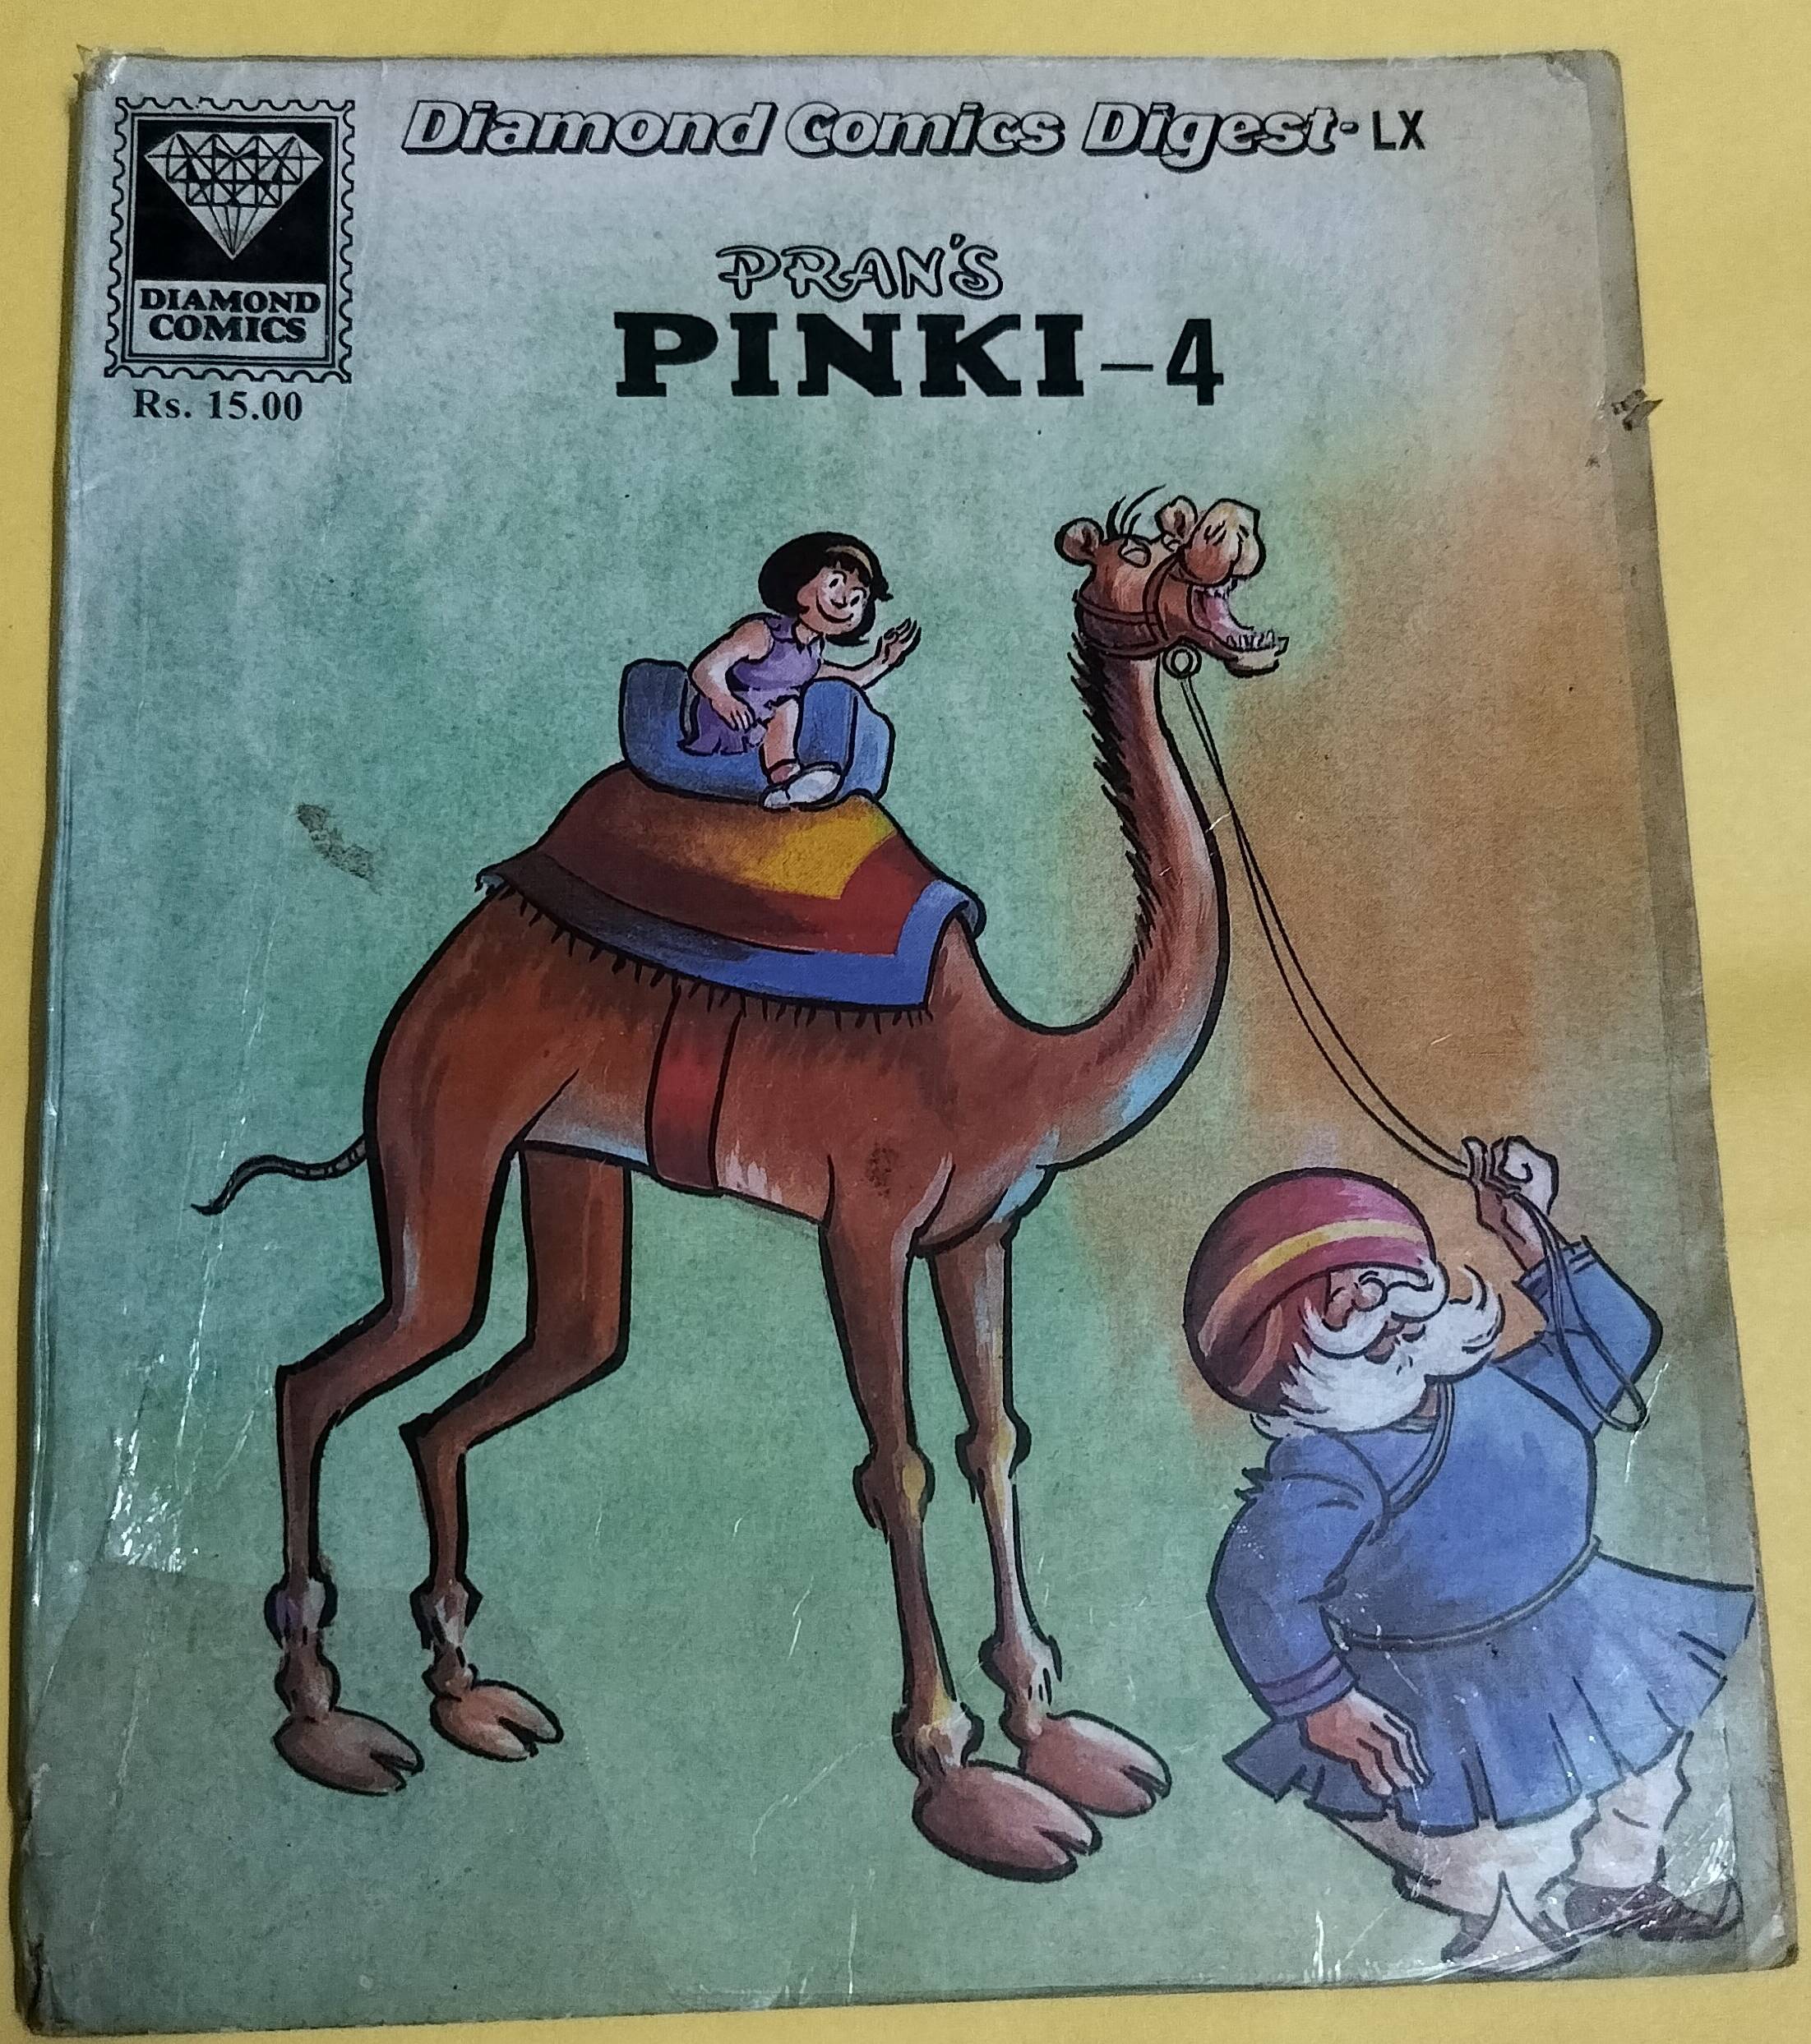 Diamond Comics Digest-LX
DIAMOND
COMICS
Rs. 15.00
PRAN'S
PINKI-4